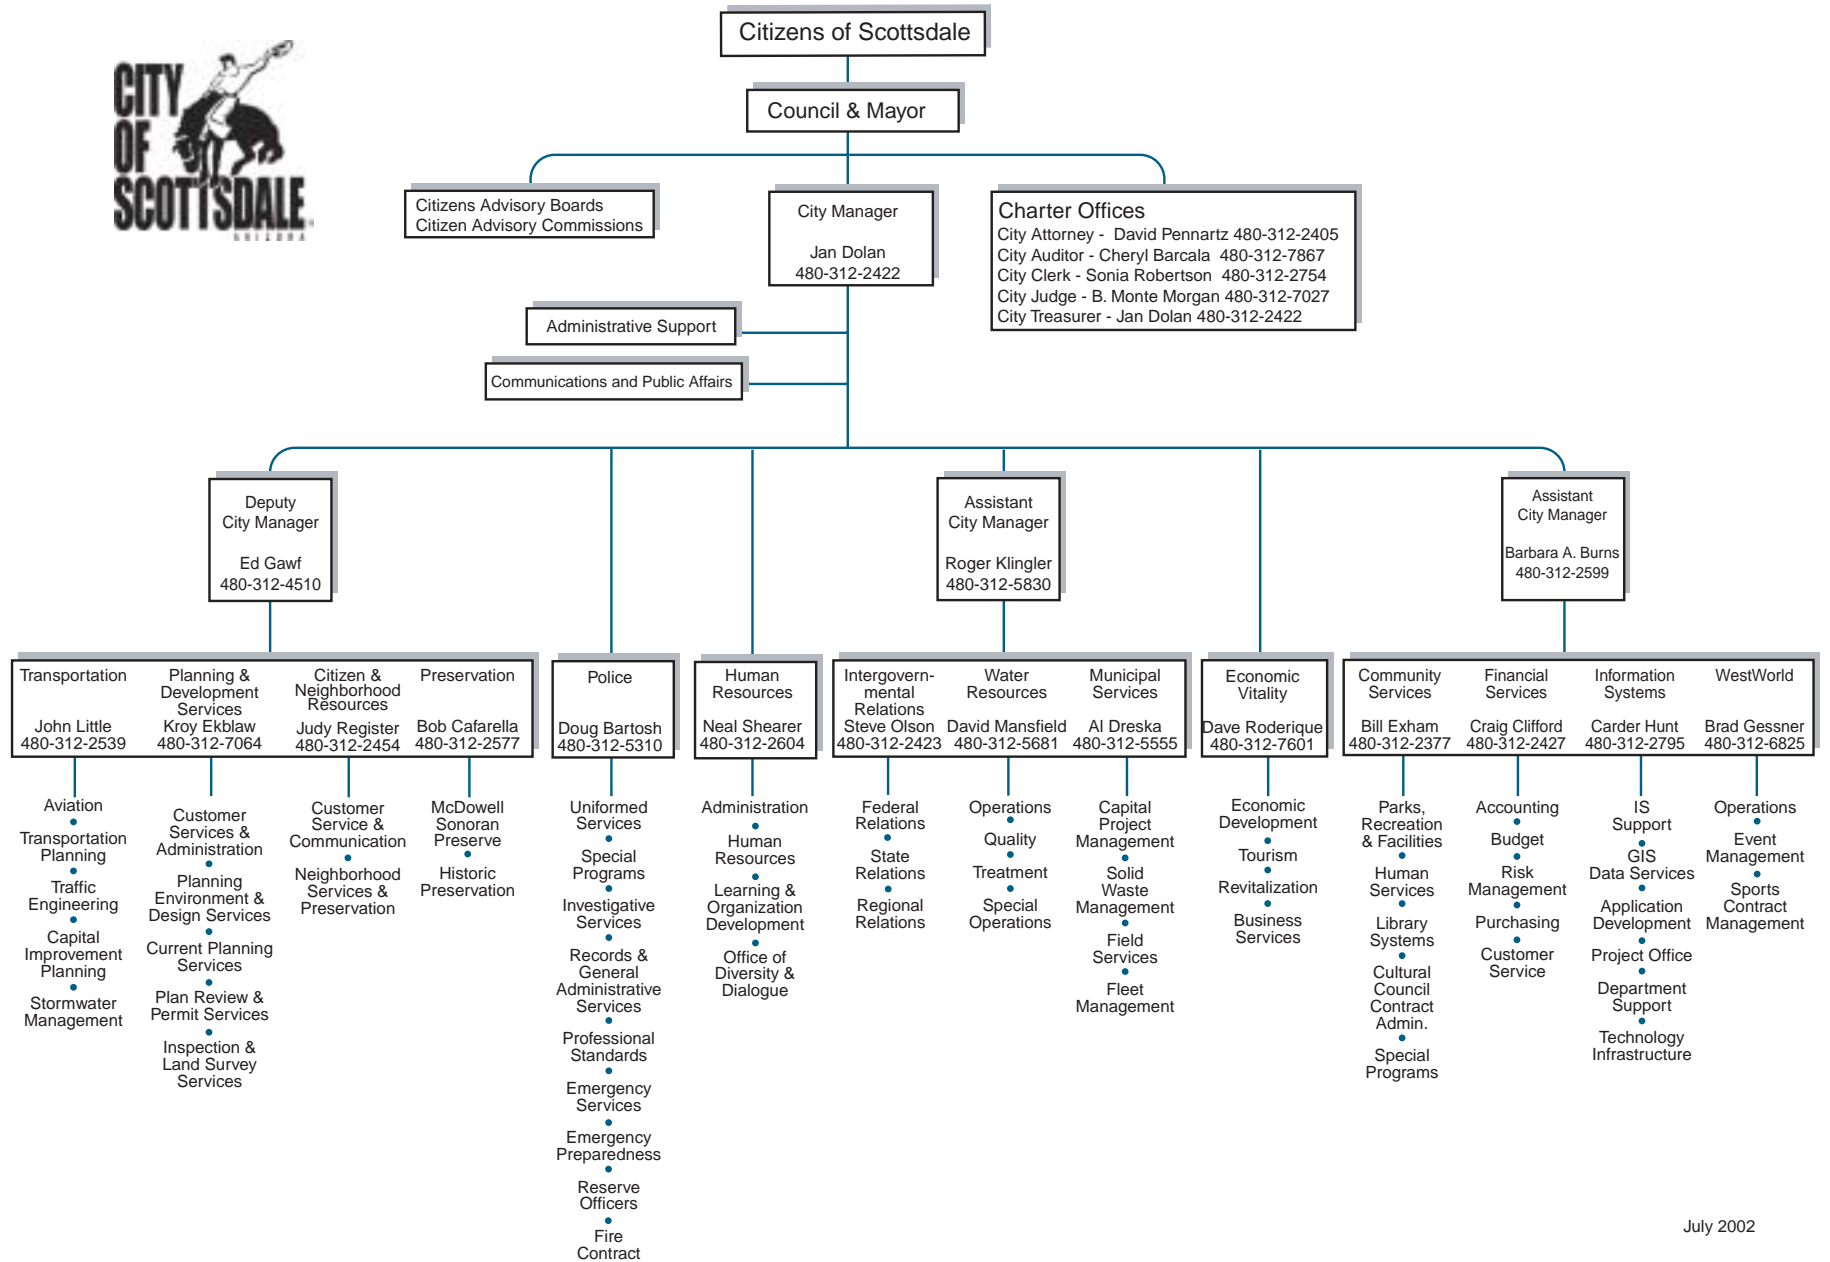 CITY
OF
SCOTTSDALE
ARIZONA
Citizens of Scottsdale
Council & Mayor
Citizens Advisory Boards
Citizen Advisory Commissions
City Manager
Jan Dolan
480-312-2422
Charter Offices
City Attorney - David Pennartz 480-312-2405
City Auditor - Cheryl Barcala 480-312-7867
City Clerk - Sonia Robertson 480-312-2754
City Judge - B. Monte Morgan 480-312-7027
City Treasurer - Jan Dolan 480-312-2422
Administrative Support
Communications and Public Affairs
Deputy
City Manager
Ed Gawf
480-312-4510
Assistant
City Manager
Roger Klingler
480-312-5830
Assistant
City Manager
Barbara A. Burns
480-312-2599
Transportation
John Little
480-312-2539
Aviation
Transportation
Planning
Traffic
Engineering
Capital
Improvement
Planning
Stormwater
Management
Planning &
Development
Services
Kroy Ekblaw
480-312-7064
Customer
Services &
Administration
Planning
Environment &
Design Services
Current Planning
Services
Plan Review &
Permit Services
Inspection &
Land Survey
Services
Citizen &
Neighborhood
Resources
Judy Register
480-312-2454
Customer
Service &
Communication
Neighborhood
Services &
Preservation
Preservation
Bob Cafarella
480-312-2577
McDowell
Sonoran
Preserve
Historic
Preservation
Police
Doug Bartosh
480-312-5310
Uniformed
Services
Special
Programs
Investigative
Services
Records &
General
Administrative
Services
Professional
Standards
Emergency
Services
Emergency
Preparedness
Reserve
Officers
Fire
Contract
Human
Resources
Neal Shearer
480-312-2604
Administration
Human
Resources
Learning &
Organization
Development
Office of
Diversity &
Dialogue
Intergovern-
mental
Relations
Steve Olson
480-312-2423
Federal
Relations
State
Relations
Regional
Relations
Water
Resources
David Mansfield
480-312-5681
Operations
Quality
Treatment
Special
Operations
Municipal
Services
Al Dreska
480-312-5555
Capital
Project
Management
Solid
Waste
Management
Field
Services
Fleet
Management
Economic
Vitality
Dave Roderique
480-312-7601
Economic
Development
Tourism
Revitalization
Business
Services
Community
Services
Bill Exham
480-312-2377
Parks,
Recreation
& Facilities
Human
Services
Library
Systems
Cultural
Council
Contract
Admin.
Special
Programs
Financial
Services
Craig Clifford
480-312-2427
Accounting
Budget
Risk
Management
Purchasing
Customer
Service
Information
Systems
Carder Hunt
480-312-2795
IS
Support
GIS
Data Services
Application
Development
Project Office
Department
Support
Technology
Infrastructure
WestWorld
Brad Gessner
480-312-6825
Operations
Event
Management
Sports
Contract
Management
July 2002